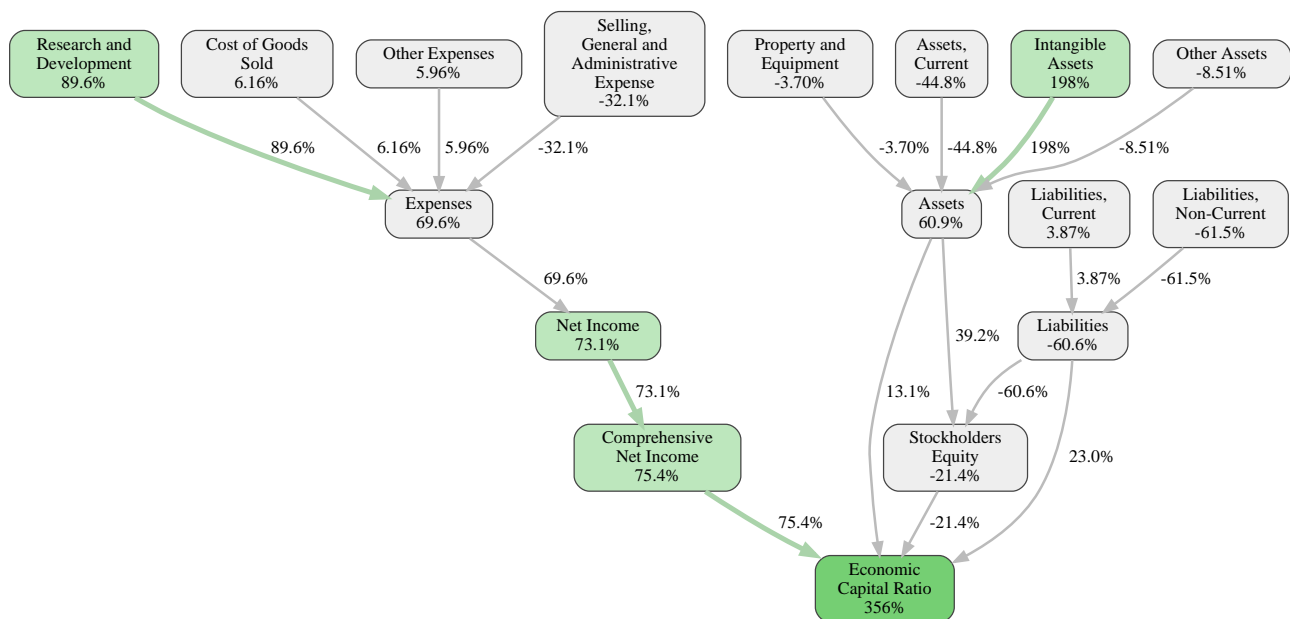 Research and
Development
89.6%
Cost of Goods
Sold
6.16%
Other Expenses
5.96%
Selling,
General and
Administrative
Expense
-32.1%
Property and
Equipment
-3.70%
Assets,
Current
-44.8%
Intangible
Assets
198%
Other Assets
-8.51%
89.6%
6.16%
5.96%
-32.1%
-3.70%
-44.8%
198%
-8.51%
Expenses
69.6%
Assets
60.9%
Liabilities,
Current
3.87%
Liabilities,
Non-Current
-61.5%
69.6%
3.87%
-61.5%
Net Income
73.1%
39.2%
Liabilities
-60.6%
73.1%
13.1%
-60.6%
Comprehensive
Net Income
75.4%
Stockholders
Equity
-21.4%
23.0%
75.4%
-21.4%
Economic
Capital Ratio
356%